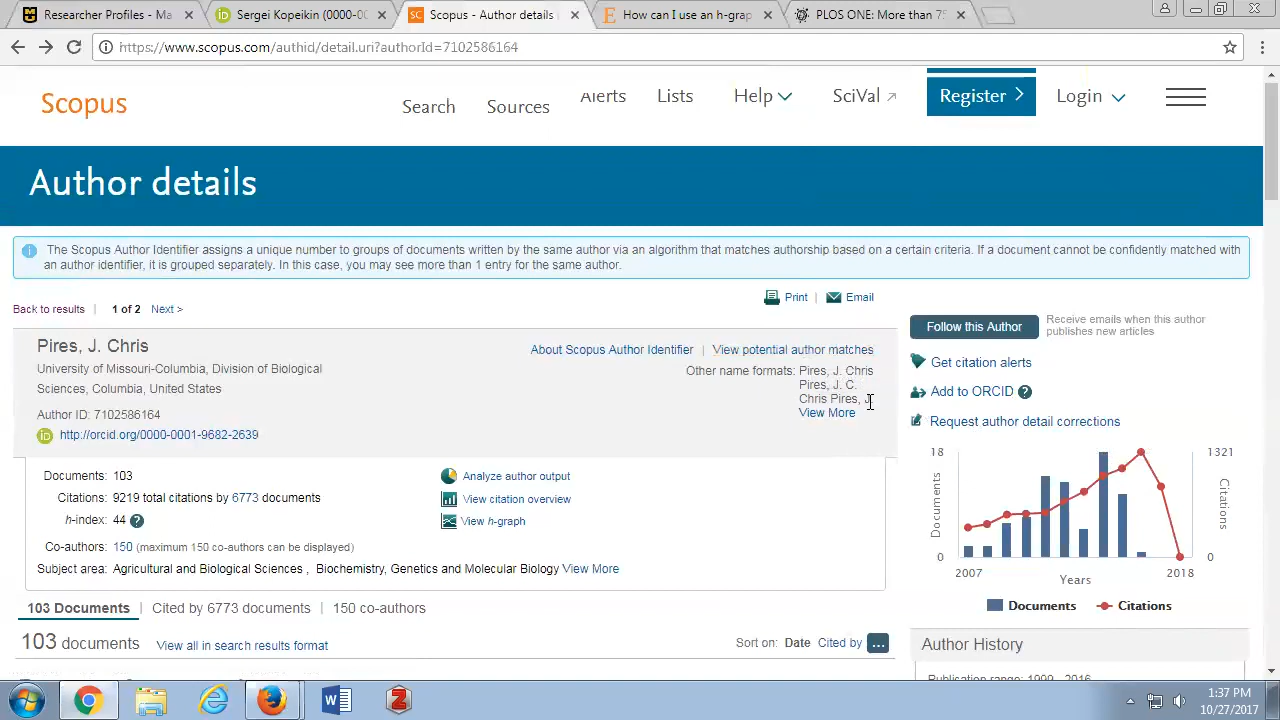 Researcher Profiles - Ma
Sergei Kopeikin (0000-0
Scopus - Author details
How can I use an h-grap
PLOS ONE: More than 75
https://www.scopus.com/authid/detail.uri?authorId=7102586164
Scopus
Search
Sources
Alerts
Lists
Help
SciVal
Register
Login
Author details
The Scopus Author Identifier assigns a unique number to groups of documents written by the same author via an algorithm that matches authorship based on a certain criteria. If a document cannot be confidently matched with
an author identifier, it is grouped separately. In this case, you may see more than 1 entry for the same author.
Print | Email
Back to results | 1 of 2 Next >
Pires, J. Chris
University of Missouri-Columbia, Division of Biological
Sciences, Columbia, United States
Author ID: 7102586164
http://orcid.org/0000-0001-9682-2639
About Scopus Author Identifier | View potential author matches
Other name formats: Pires, J. Chris
Pires, J. C.
Chris Pires, J.
View More
Documents: 103
Citations: 9219 total citations by 6773 documents
h-index: 44
Co-authors: 150 (maximum 150 co-authors can be displayed)
Subject area: Agricultural and Biological Sciences , Biochemistry, Genetics and Molecular Biology View More
Analyze author output
View citation overview
View h-graph
Follow this Author
Receive emails when this author
publishes new articles
Get citation alerts
Add to ORCID
Request author detail corrections
18
1321
Documents
Citations
0
0
2007
2018
Years
Documents
Citations
103 Documents | Cited by 6773 documents | 150 co-authors
103 documents
View all in search results format
Sort on: Date Cited by ...
Author History
Publication range: 1999 - 2016
1:37 PM
10/27/2017